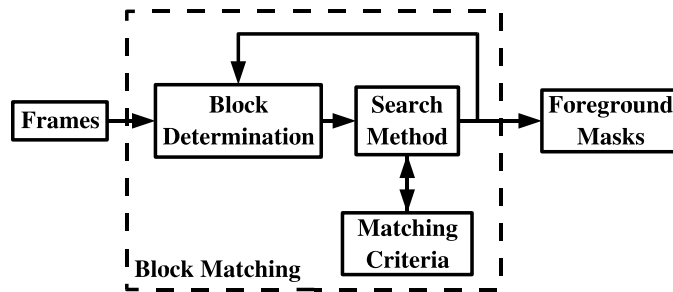 Frames
Block
Determination
Search
Method
Foreground
Masks
Matching
Criteria
Block Matching